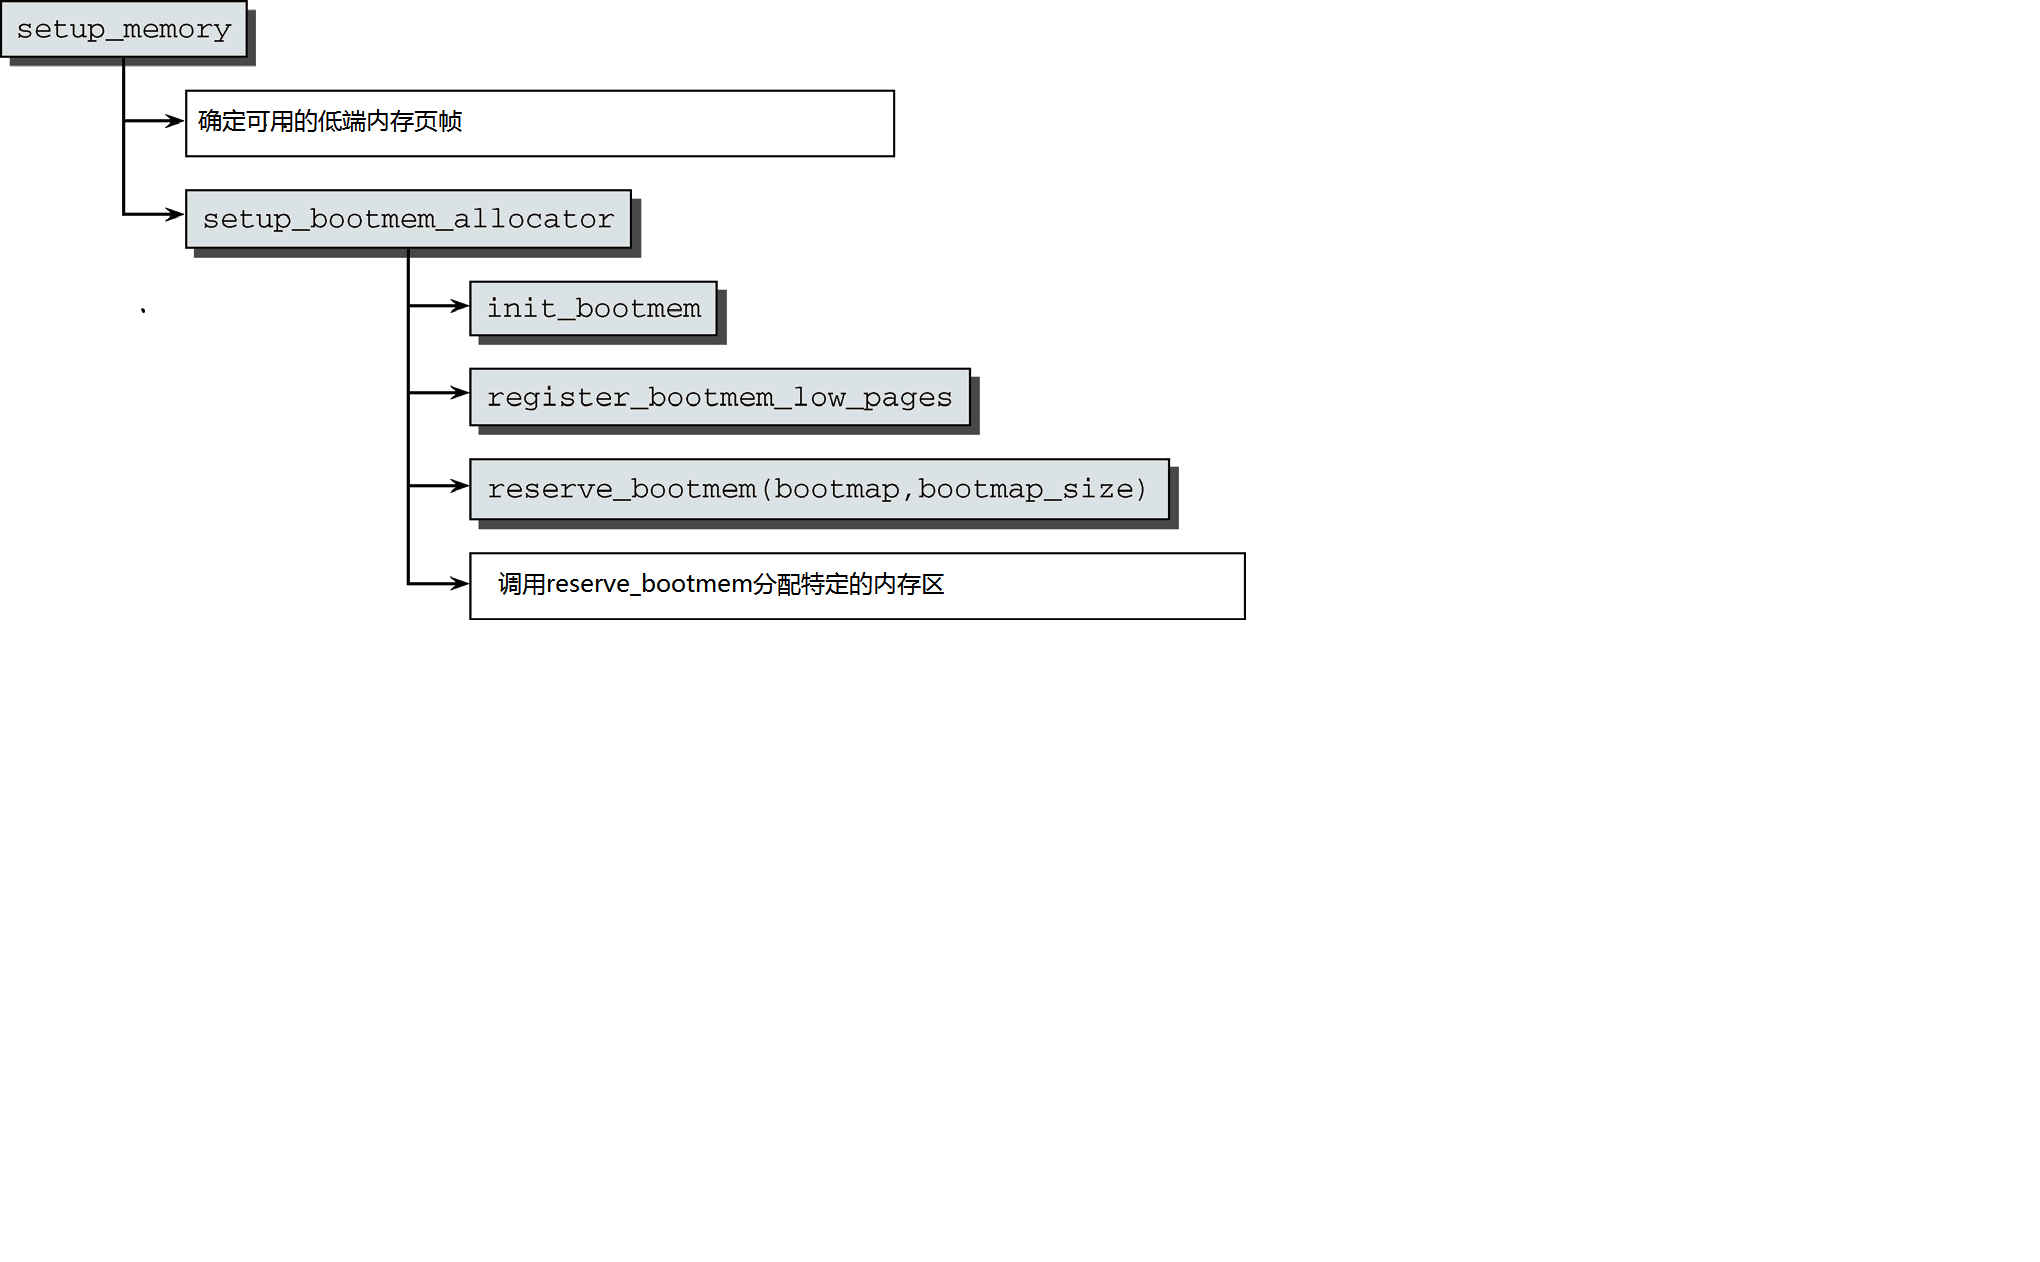 setup_memory
确定可用的低端内存页帧
setup_bootmem_allocator
init_bootmem
register_bootmem_low_pages
reserve_bootmem(bootmap,bootmap_size)
调用reserve_bootmem分配特定的内存区